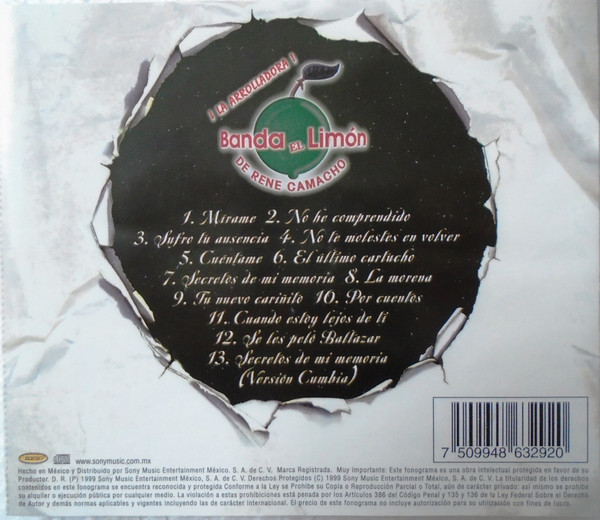 ¡ LA ARROLLADORA !
Banda EL Limón
DE RENE CAMACHO
1. Mírame 2. No he comprendido
3. Sufro tu ausencia 4. No te molestes en volver
5. Cuéntame 6. El último cartucho
7. Secretos de mi memoria 8. La morena
9. Tu nuevo cariñito 10. Por cuentos
11. Cuando estoy lejos de ti
12. Se les peló Baltazar
13. Secretos de mi memoria
(Versión Cumbia)
7 509948 632920
www.sonymusic.com.mx
Hecho en México y Distribuido por Sony Music Entertainment México, S. A. de C. V. Marca Registrada. Muy Importante: Este fonograma es una obra intelectual protegida en favor de su
Productor. D. R. (P) 1999 Sony Music Entertainment México, S. A. de C. V. Derechos Protegidos (C) 1999 Sony Music Entertainment México, S. A. de C. V. La titularidad de los derechos
contenidos en este fonograma se encuentra reconocida y protegida Conforme a la Ley se Prohíbe su Copia o Reproducción Parcial o Total, aún de carácter privado; así mismo se prohíbe
su alquiler o ejecución pública por cualquier medio. La violación a estas prohibiciones está penada por los Artículos 386 del Código Penal y 135 y 136 de la Ley Federal Sobre el Derecho
de Autor y demás normas aplicables y vigentes, incluyendo las de carácter internacional. El precio de este fonograma no incluye autorización para su utilización con fines de lucro.